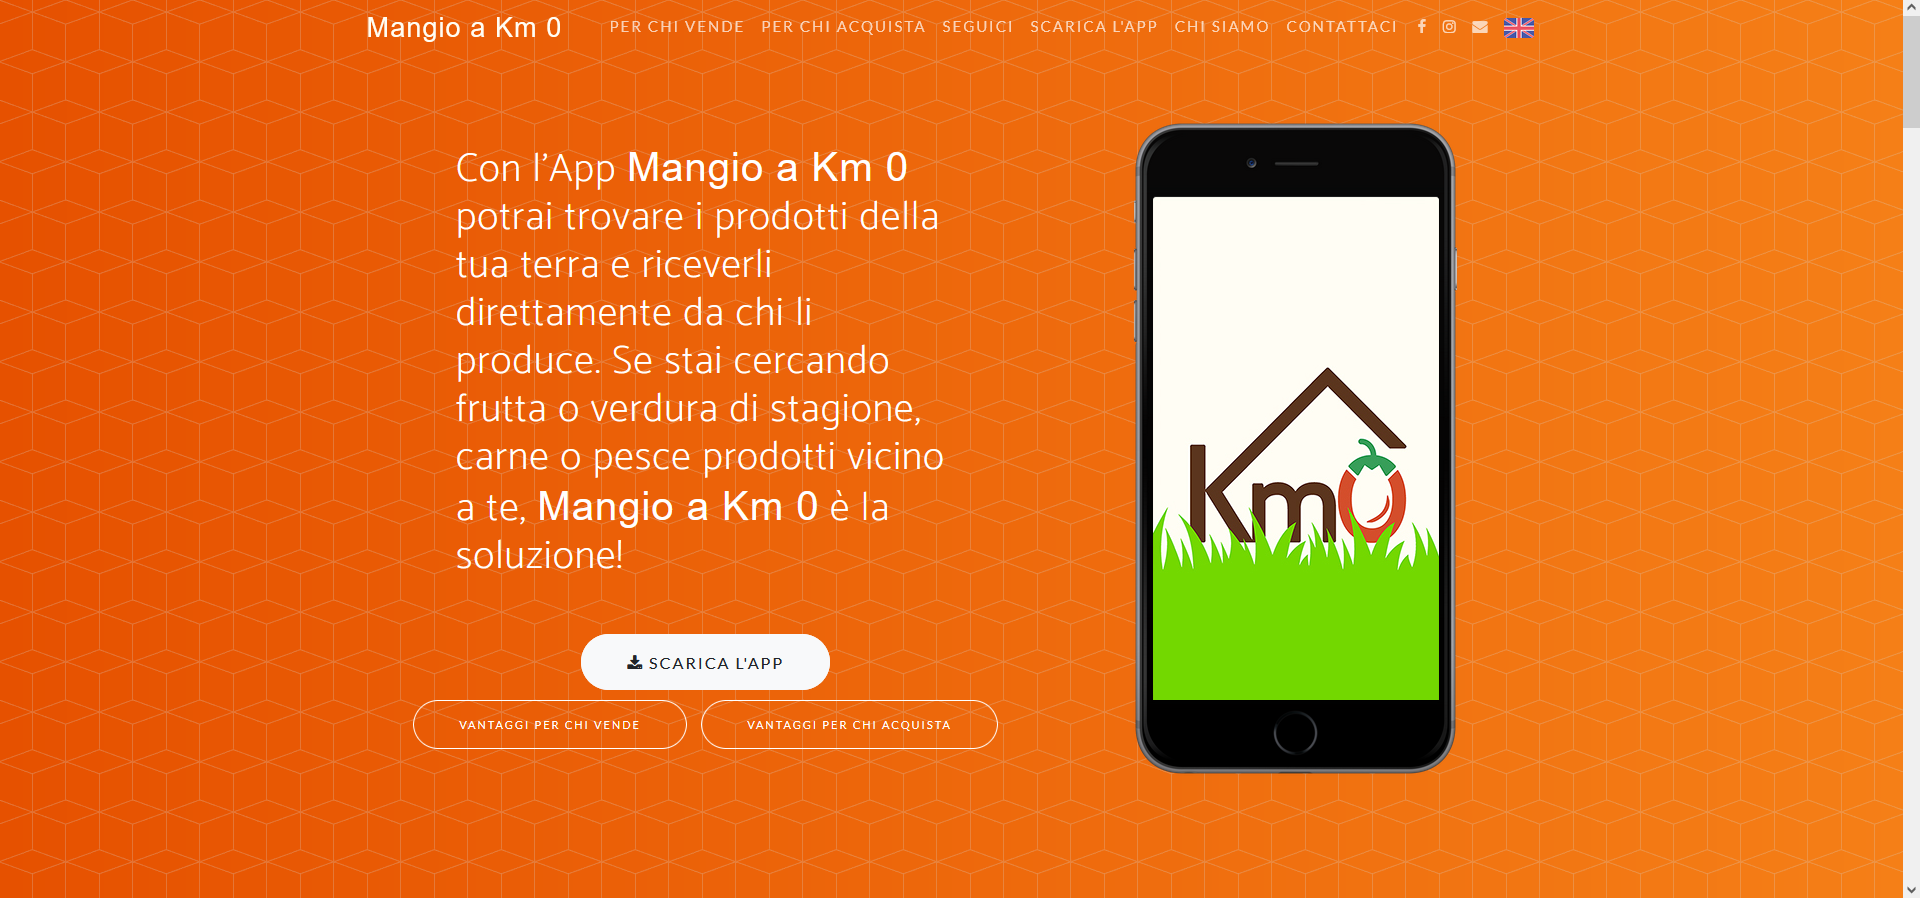 Mangio a Km 0
PER CHI VENDE PER CHI ACQUISTA SEGUICI SCARICA L'APP CHI SIAMO CONTATTACI
Con l'App Mangio a Km 0
potrai trovare i prodotti della
tua terra e riceverli
direttamente da chi li
produce. Se stai cercando
frutta o verdura di stagione,
carne o pesce prodotti vicino
a te, Mangio a Km 0 è la
soluzione!
SCARICA L'APP
VANTAGGI PER CHI VENDE
VANTAGGI PER CHI ACQUISTA
Km0